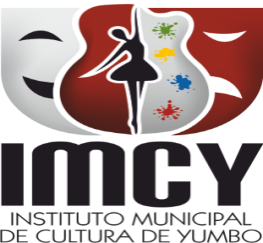 IMCY
INSTITUTO MUNICIPAL
DE CULTURA DE YUMBO